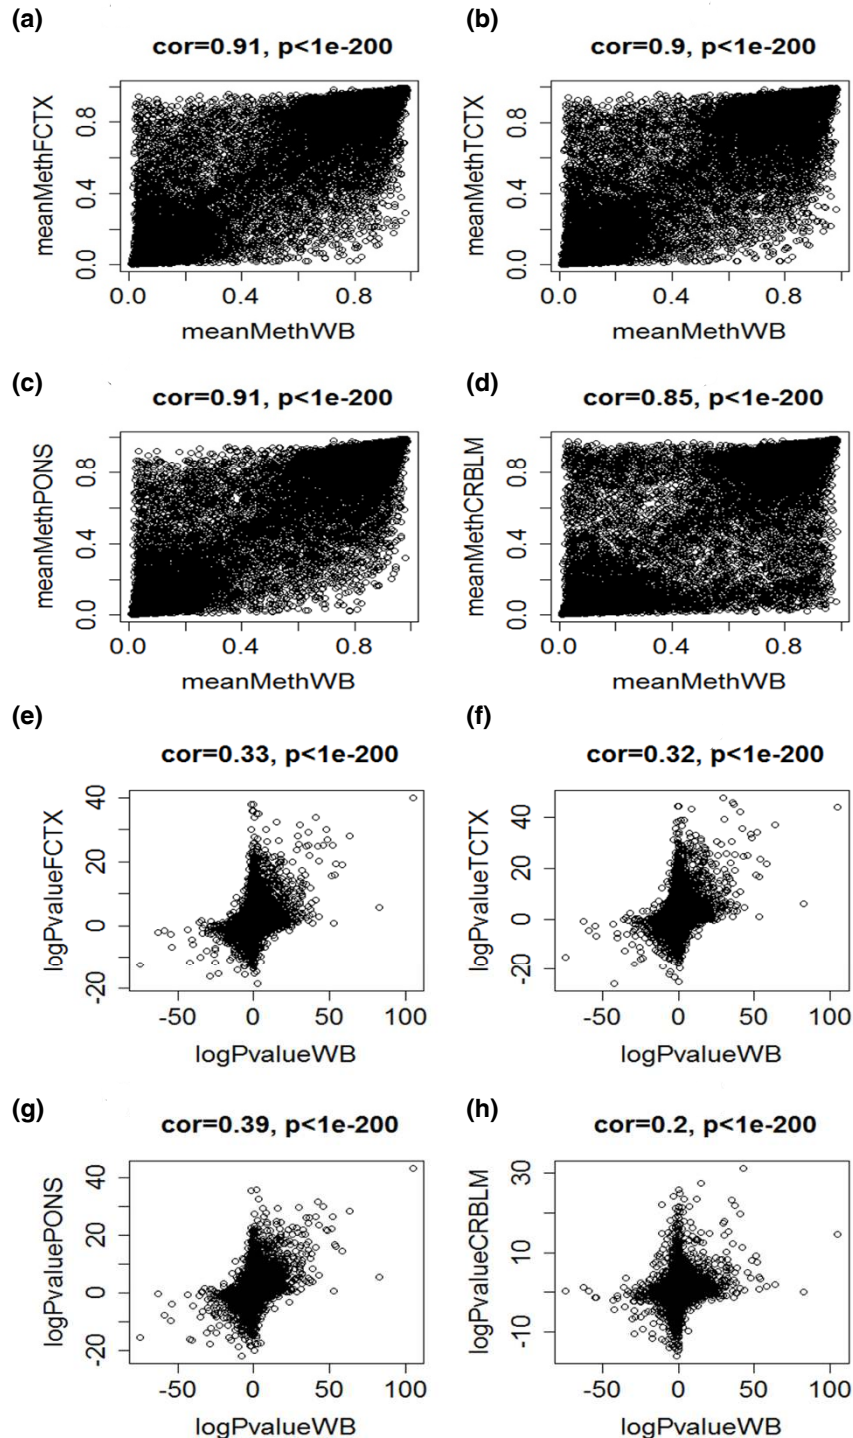 (a)
cor=0.91, p<1e-200
meanMethFCTX
0.0 0.4 0.8
0.0 0.4 0.8
meanMethWB
(b)
cor=0.9, p<1e-200
meanMethTCTX
0.0 0.4 0.8
0.0 0.4 0.8
meanMethWB
(c)
cor=0.91, p<1e-200
meanMethPONS
0.0 0.4 0.8
0.0 0.4 0.8
meanMethWB
(d)
cor=0.85, p<1e-200
meanMethCRBLM
0.0 0.4 0.8
0.0 0.4 0.8
meanMethWB
(e)
cor=0.33, p<1e-200
logPvalueFCTX
-20 0 20 40
-50 0 50 100
logPvalueWB
(f)
cor=0.32, p<1e-200
logPvalueTCTX
-20 0 20 40
-50 0 50 100
logPvalueWB
(g)
cor=0.39, p<1e-200
logPvaluePONS
-20 0 20 40
-50 0 50 100
logPvalueWB
(h)
cor=0.2, p<1e-200
logPvalueCRBLM
-10 10 30
-50 0 50 100
logPvalueWB